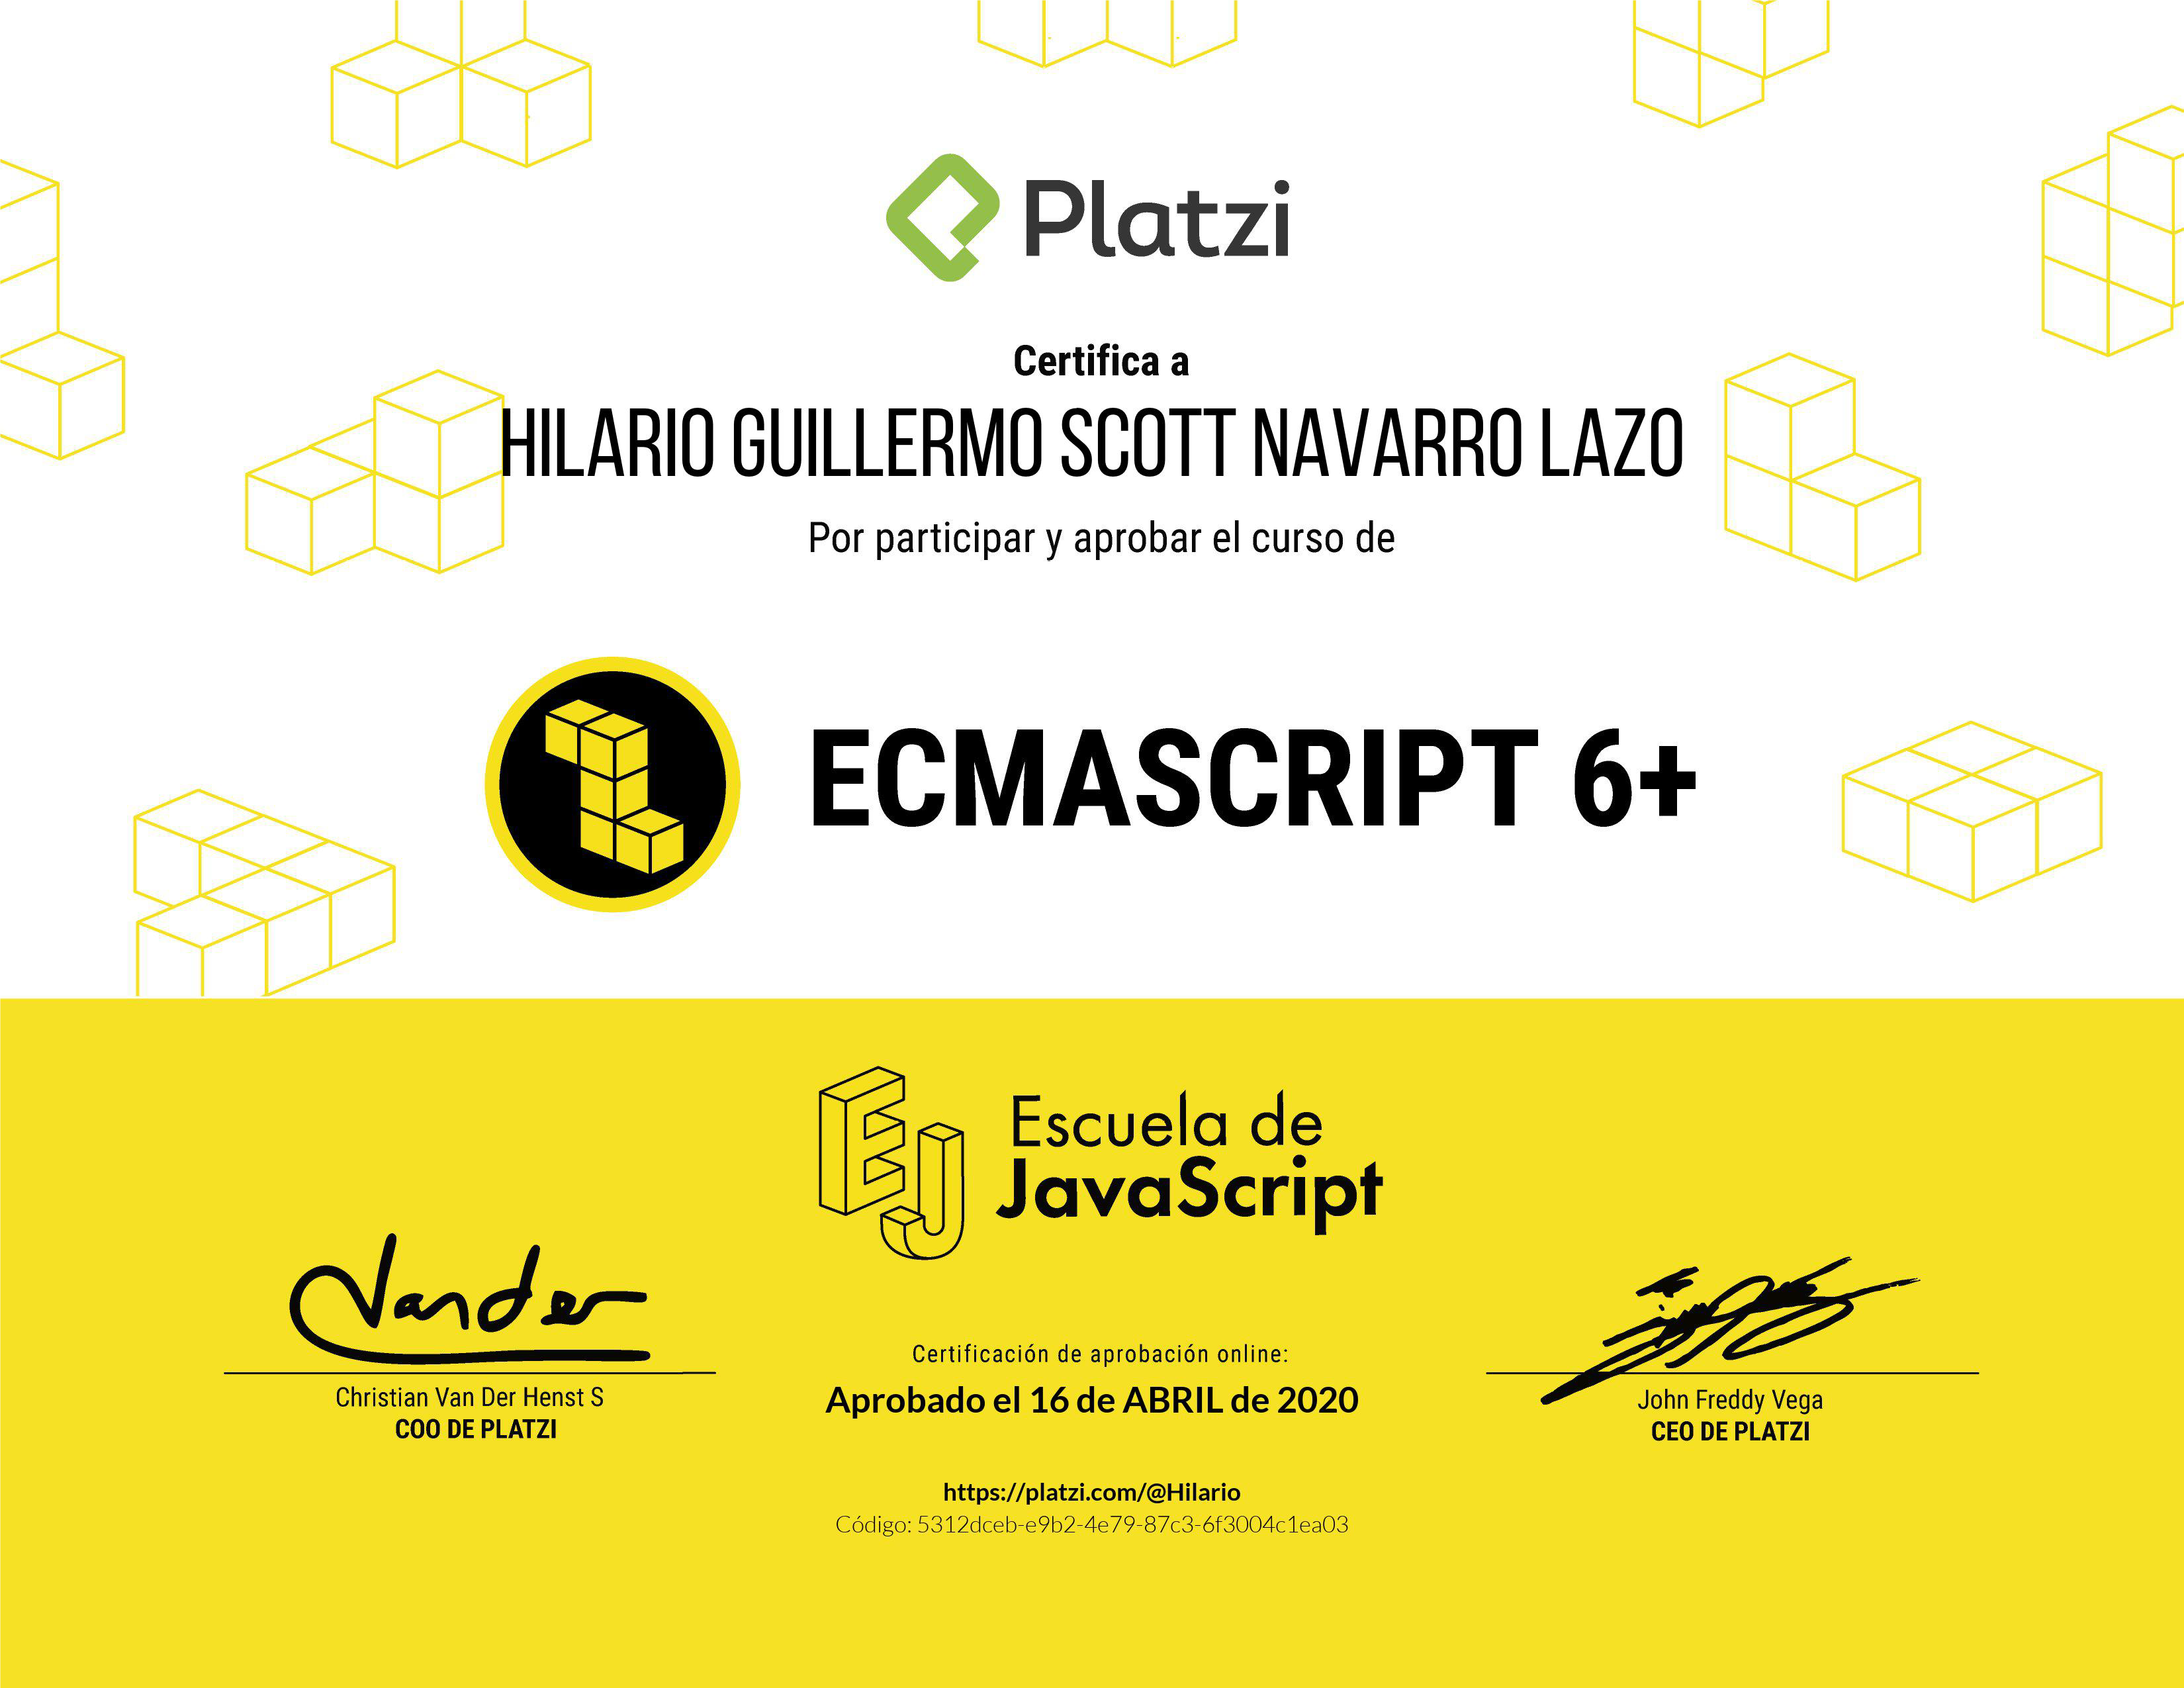 Platzi
Certifica a
HILARIO GUILLERMO SCOTT NAVARRO LAZO
Por participar y aprobar el curso de
ECMASCRIPT 6+
EJ
Escuela de
JavaScript
Vander
Christian Van Der Henst S
COO DE PLATZI
Certificación de aprobación online:
Aprobado el 16 de ABRIL de 2020
John Freddy Vega
CEO DE PLATZI
https://platzi.com/@Hilario
Código: 5312dceb-e9b2-4e79-87c3-6f3004c1ea03